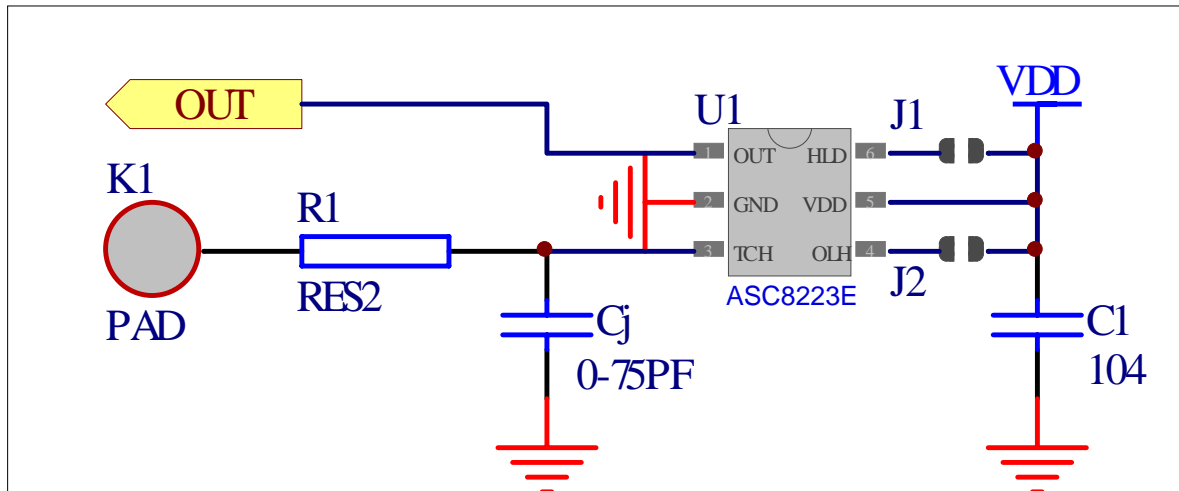 VDD
OUT
U1
J1
1 OUT HLD 6
K1
2 GND VDD 5
R1
3 TCH OLH 4
RES2
J2
ASC8223E
PAD
Cj
C1
0-75PF
104